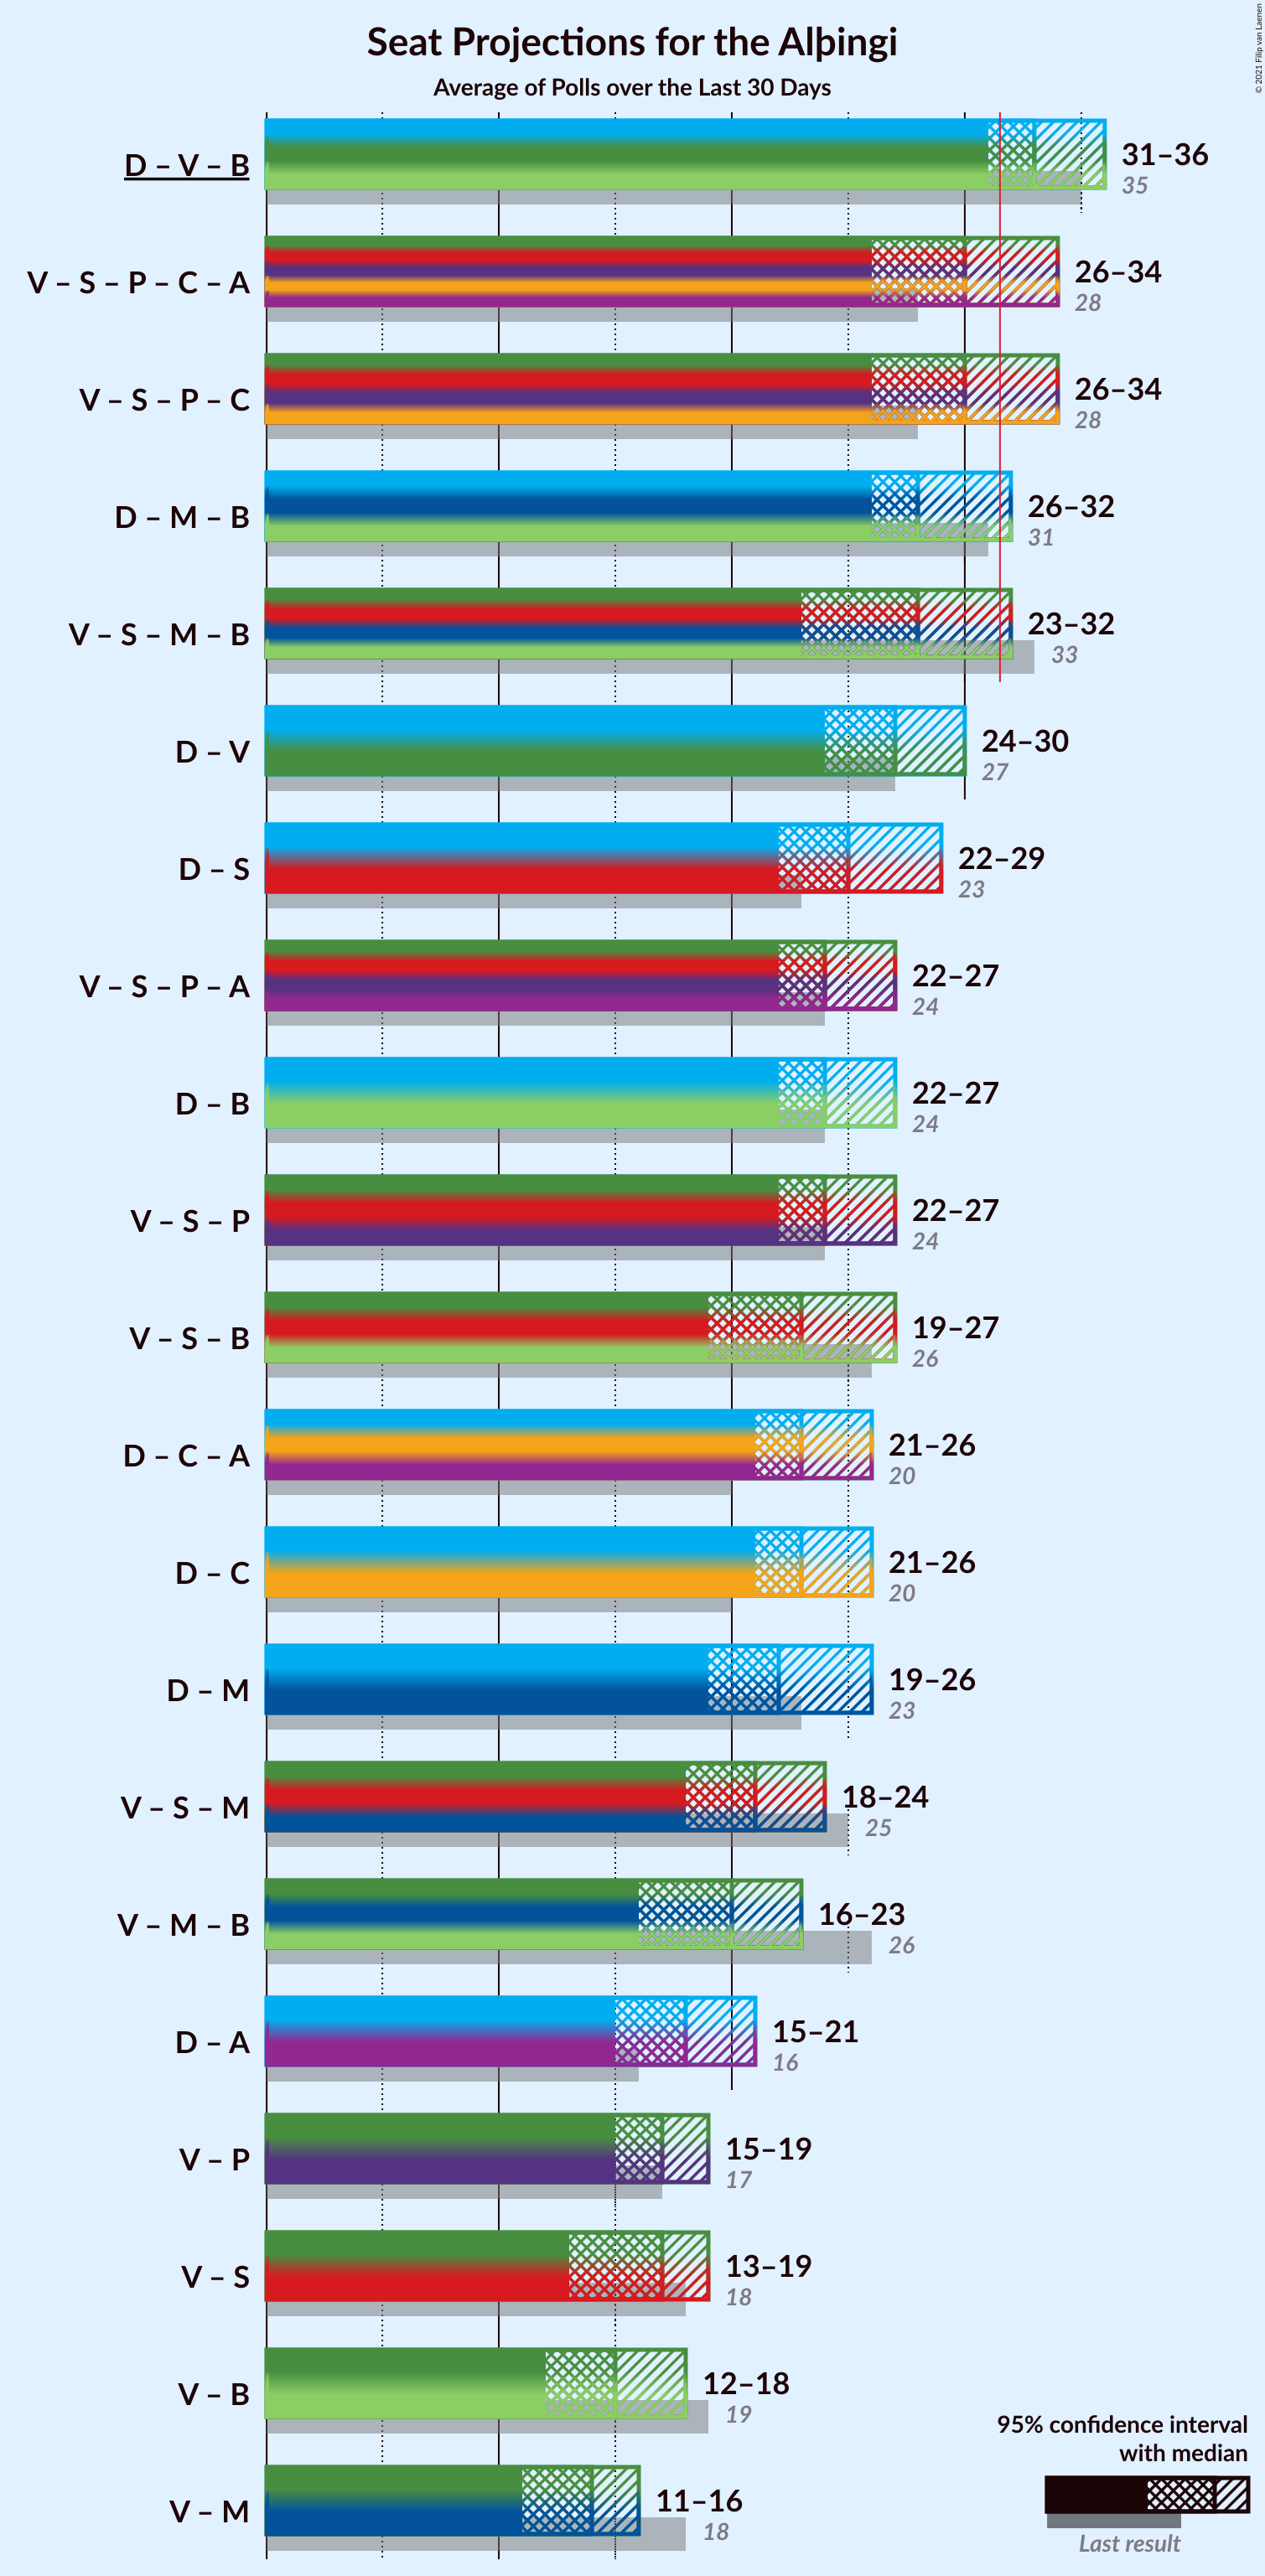 © 2021 Filip van Laenen
Seat Projections for the Alþingi
Average of Polls over the Last 30 Days
D – V – B
31–36
35
V – S – P – C – A
26–34
28
V – S – P – C
26–34
28
D – M – B
26–32
31
V – S – M – B
23–32
33
D – V
24–30
27
D – S
22–29
23
V – S – P – A
22–27
24
D – B
22–27
24
V – S – P
22–27
24
V – S – B
19–27
26
D – C – A
21–26
20
D – C
21–26
20
D – M
19–26
23
V – S – M
18–24
25
V – M – B
16–23
26
D – A
15–21
16
V – P
15–19
17
V – S
13–19
18
V – B
12–18
19
V – M
11–16
18
95% confidence interval
with median
Last result